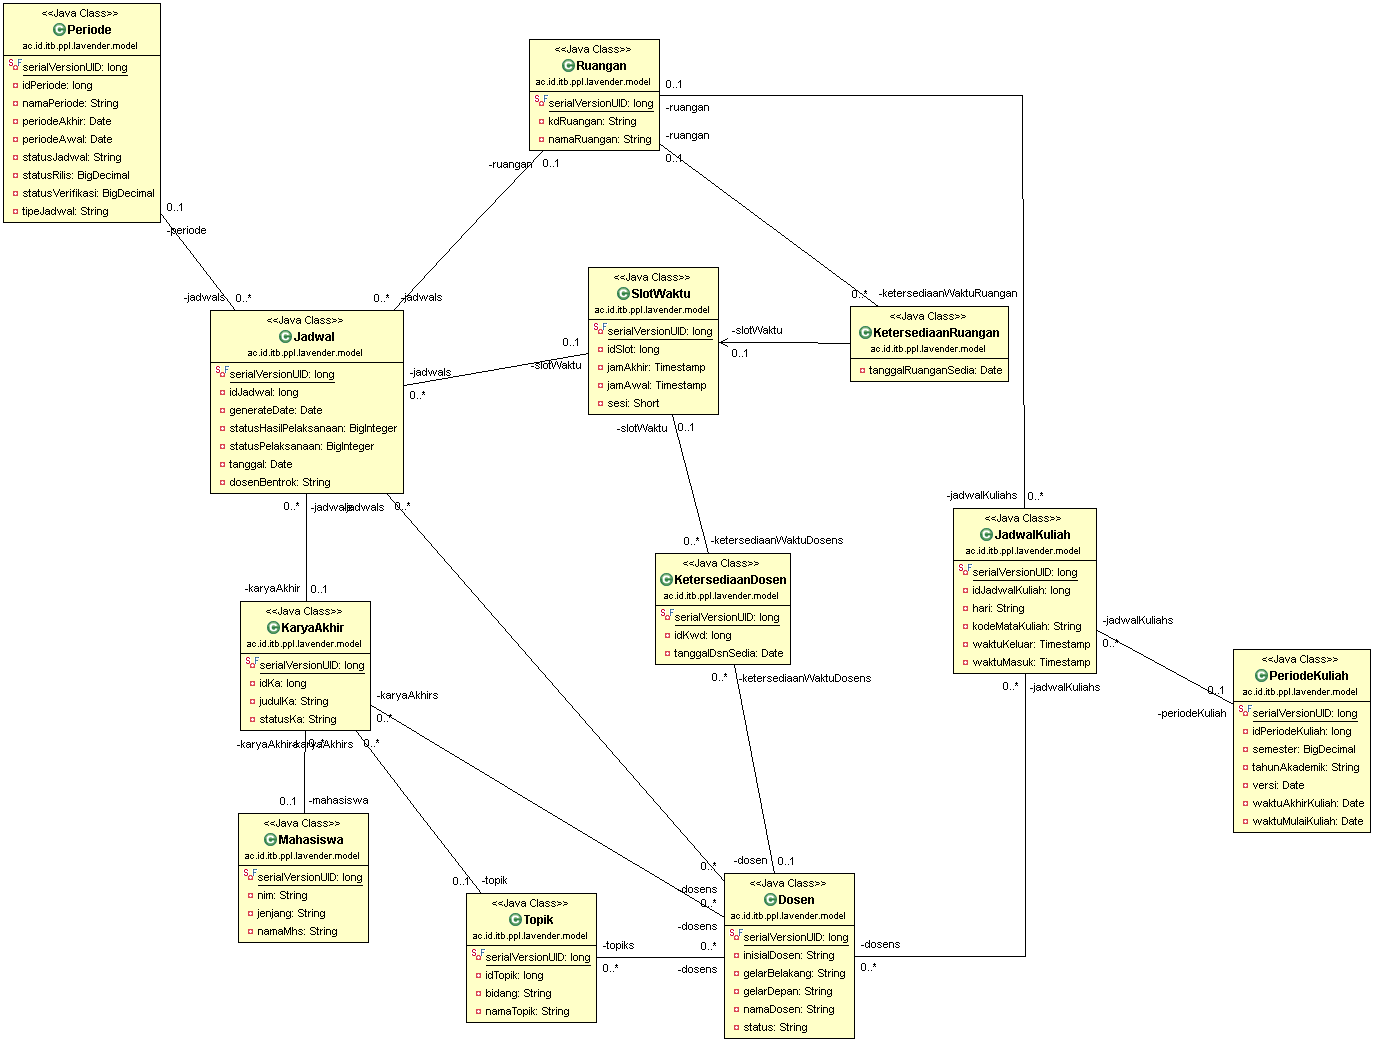 <<Java Class>>
Periode
ac.id.itb.ppl.lavender.model
serialVersionUID: long
idPeriode: long
namaPeriode: String
periodeAkhir: Date
periodeAwal: Date
statusJadwal: String
statusRilis: BigDecimal
statusVerifikasi: BigDecimal
tipeJadwal: String
0..1
-periode
-jadwals
0..*
<<Java Class>>
Ruangan
ac.id.itb.ppl.lavender.model
serialVersionUID: long
kdRuangan: String
namaRuangan: String
0..1
-ruangan
-ruangan
0..1
-ruangan
0..1
0..*
-jadwals
<<Java Class>>
Jadwal
ac.id.itb.ppl.lavender.model
serialVersionUID: long
idJadwal: long
generateDate: Date
statusHasilPelaksanaan: BigInteger
statusPelaksanaan: BigInteger
tanggal: Date
dosenBentrok: String
-jadwals
0..*
0..1
-slotWaktu
<<Java Class>>
SlotWaktu
ac.id.itb.ppl.lavender.model
serialVersionUID: long
idSlot: long
jamAkhir: Timestamp
jamAwal: Timestamp
sesi: Short
-slotWaktu
0..1
0..*
-ketersediaanWaktuRuangan
<<Java Class>>
KetersediaanRuangan
ac.id.itb.ppl.lavender.model
tanggalRuanganSedia: Date
-slotWaktu
0..1
0..*
-ketersediaanWaktuDosens
<<Java Class>>
KetersediaanDosen
ac.id.itb.ppl.lavender.model
serialVersionUID: long
idKwd: long
tanggalDsnSedia: Date
0..*
-ketersediaanWaktuDosens
-jadwalKuliahs
0..*
<<Java Class>>
JadwalKuliah
ac.id.itb.ppl.lavender.model
serialVersionUID: long
idJadwalKuliah: long
hari: String
kodeMataKuliah: String
waktuKeluar: Timestamp
waktuMasuk: Timestamp
-jadwalKuliahs
0..*
0..*
-jadwalKuliahs
0..1
-periodeKuliah
<<Java Class>>
PeriodeKuliah
ac.id.itb.ppl.lavender.model
serialVersionUID: long
idPeriodeKuliah: long
semester: BigDecimal
tahunAkademik: String
versi: Date
waktuAkhirKuliah: Date
waktuMulaiKuliah: Date
0..*
-jadwals
-jadwals
0..*
-karyaAkhir
0..1
<<Java Class>>
KaryaAkhir
ac.id.itb.ppl.lavender.model
serialVersionUID: long
idKa: long
judulKa: String
statusKa: String
-karyaAkhirs
0..*
-karyaAkhirs
0..*
-karyaAkhirs
0..*
0..1
-mahasiswa
<<Java Class>>
Mahasiswa
ac.id.itb.ppl.lavender.model
serialVersionUID: long
nim: String
jenjang: String
namaMhs: String
0..1
-topik
<<Java Class>>
Topik
ac.id.itb.ppl.lavender.model
serialVersionUID: long
idTopik: long
bidang: String
namaTopik: String
-topiks
0..*
-dosen
0..1
0..*
-dosens
0..*
-dosens
0..*
-dosens
<<Java Class>>
Dosen
ac.id.itb.ppl.lavender.model
serialVersionUID: long
inisialDosen: String
gelarBelakang: String
gelarDepan: String
namaDosen: String
status: String
-dosens
0..*